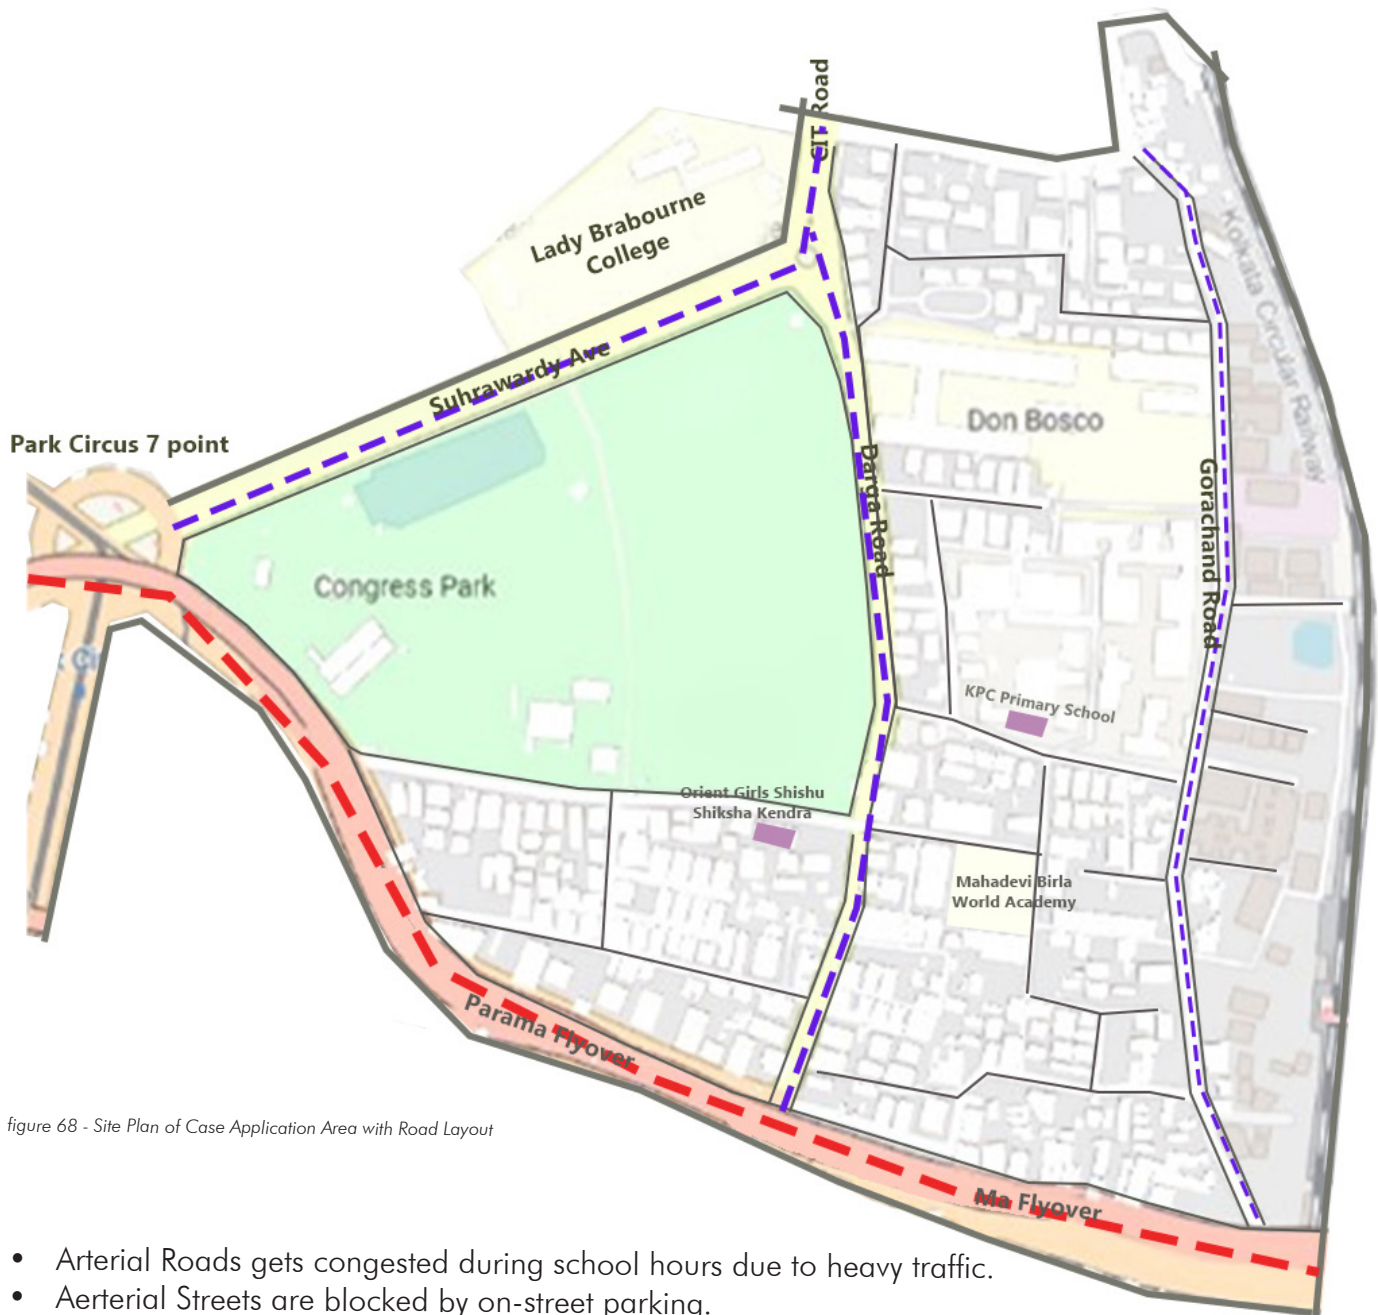 CIT Road
Lady Brabourne
College
Kolkata Circular Railway
Suhrawardy Ave
Park Circus 7 point
Don Bosco
Darga Road
Gorachand Road
Congress Park
KPC Primary School
Orient Girls Shishu
Shiksha Kendra
Mahadevi Birla
World Academy
Parama Flyover
figure 68 - Site Plan of Case Application Area with Road Layout
Ma Flyover
• Arterial Roads gets congested during school hours due to heavy traffic.
• Aerterial Streets are blocked by on-street parking.